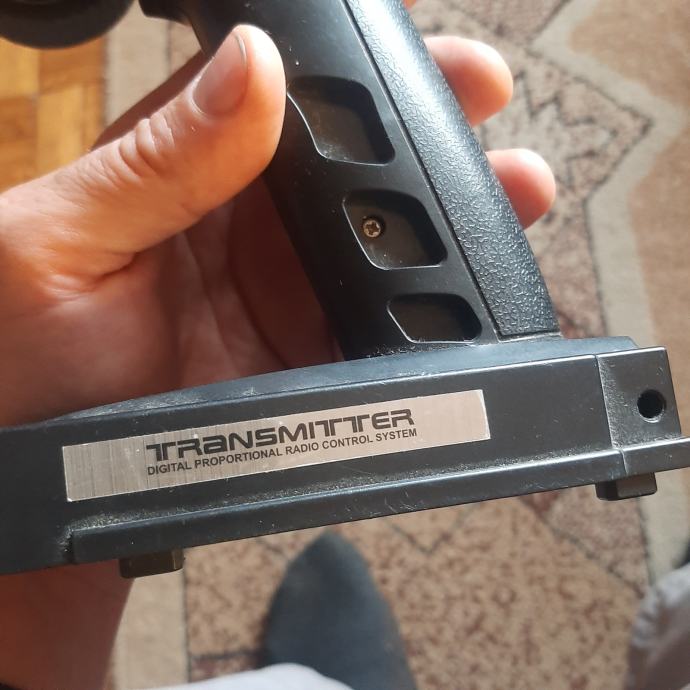 TRANSMITTER
DIGITAL PROPORTIONAL RADIO CONTROL SYSTEM